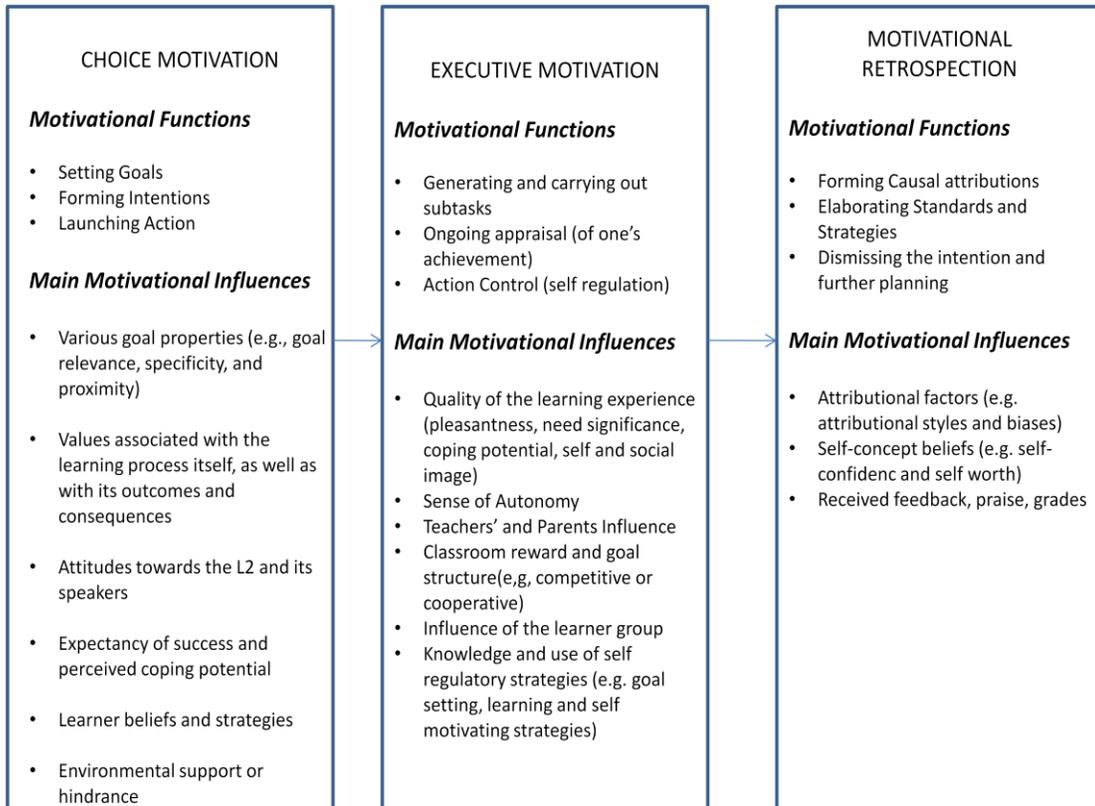 CHOICE MOTIVATION
Motivational Functions
• Setting Goals
• Forming Intentions
• Launching Action
Main Motivational Influences
• Various goal properties (e.g., goal
relevance, specificity, and
proximity)
• Values associated with the
learning process itself, as well as
with its outcomes and
consequences
• Attitudes towards the L2 and its
speakers
• Expectancy of success and
perceived coping potential
• Learner beliefs and strategies
• Environmental support or
hindrance
EXECUTIVE MOTIVATION
Motivational Functions
• Generating and carrying out
subtasks
• Ongoing appraisal (of one’s
achievement)
• Action Control (self regulation)
Main Motivational Influences
• Quality of the learning experience
(pleasantness, need significance,
coping potential, self and social
image)
• Sense of Autonomy
• Teachers’ and Parents Influence
• Classroom reward and goal
structure(e,g, competitive or
cooperative)
• Influence of the learner group
• Knowledge and use of self
regulatory strategies (e.g. goal
setting, learning and self
motivating strategies)
MOTIVATIONAL
RETROSPECTION
Motivational Functions
• Forming Causal attributions
• Elaborating Standards and
Strategies
• Dismissing the intention and
further planning
Main Motivational Influences
• Attributional factors (e.g.
attributional styles and biases)
• Self-concept beliefs (e.g. self-
confidenc and self worth)
• Received feedback, praise, grades